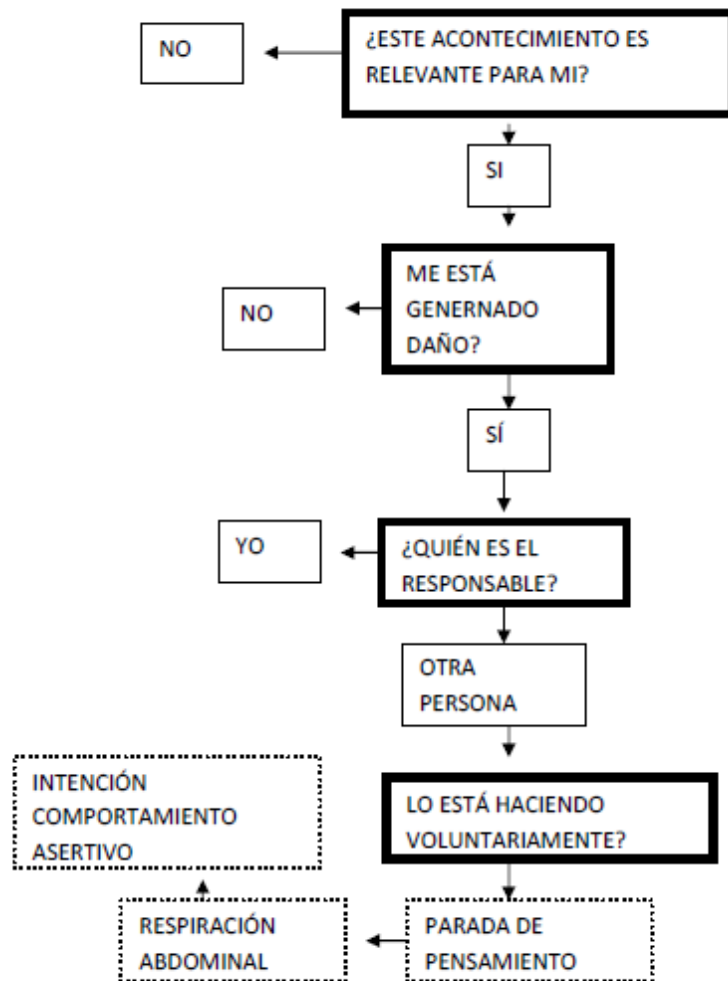 NO
¿ESTE ACONTECIMIENTO ES
RELEVANTE PARA MI?
SI
ME ESTÁ
GENERNADO
DAÑO?
NO
SÍ
YO
¿QUIÉN ES EL
RESPONSABLE?
OTRA
PERSONA
INTENCIÓN
COMPORTAMIENTO
ASERTIVO
LO ESTÁ HACIENDO
VOLUNTARIAMENTE?
RESPIRACIÓN
ABDOMINAL
PARADA DE
PENSAMIENTO